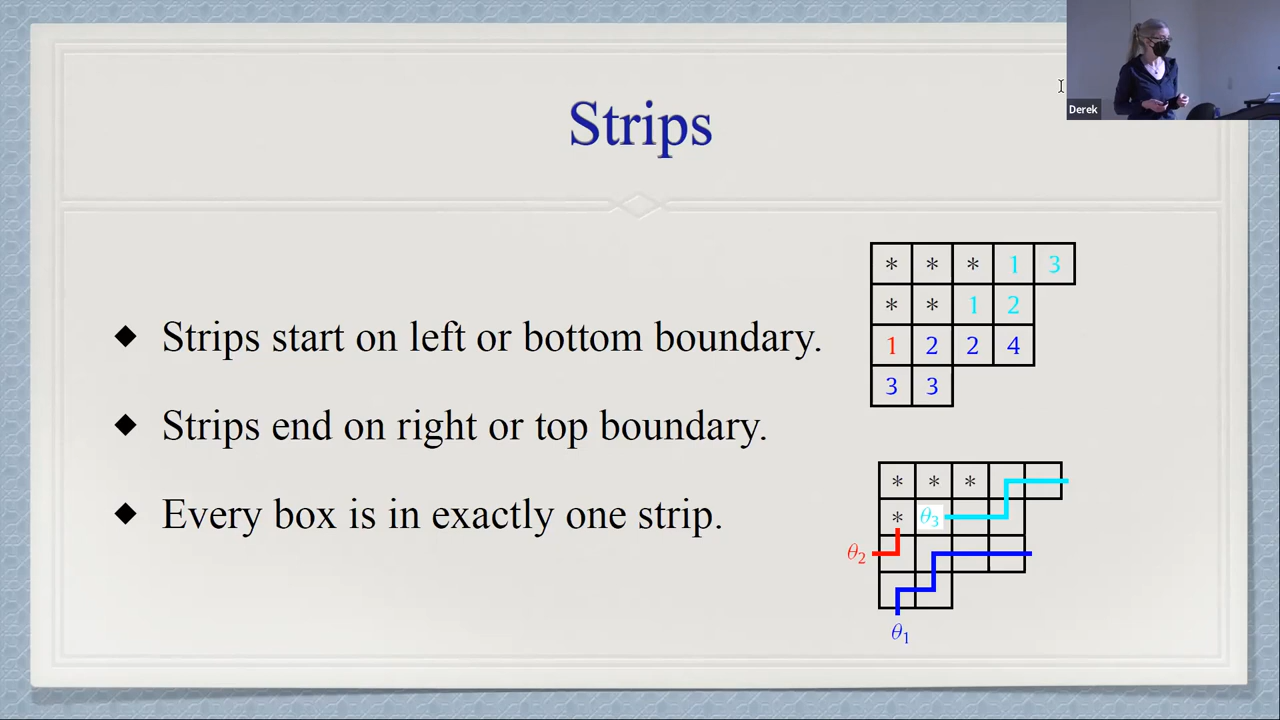 Derek
Strips
◆ Strips start on left or bottom boundary.
◆ Strips end on right or top boundary.
◆ Every box is in exactly one strip.
* * * 1 3
* * 1 2
1 2 2 4
3 3
* * *
* θ₃
θ₂
θ₁